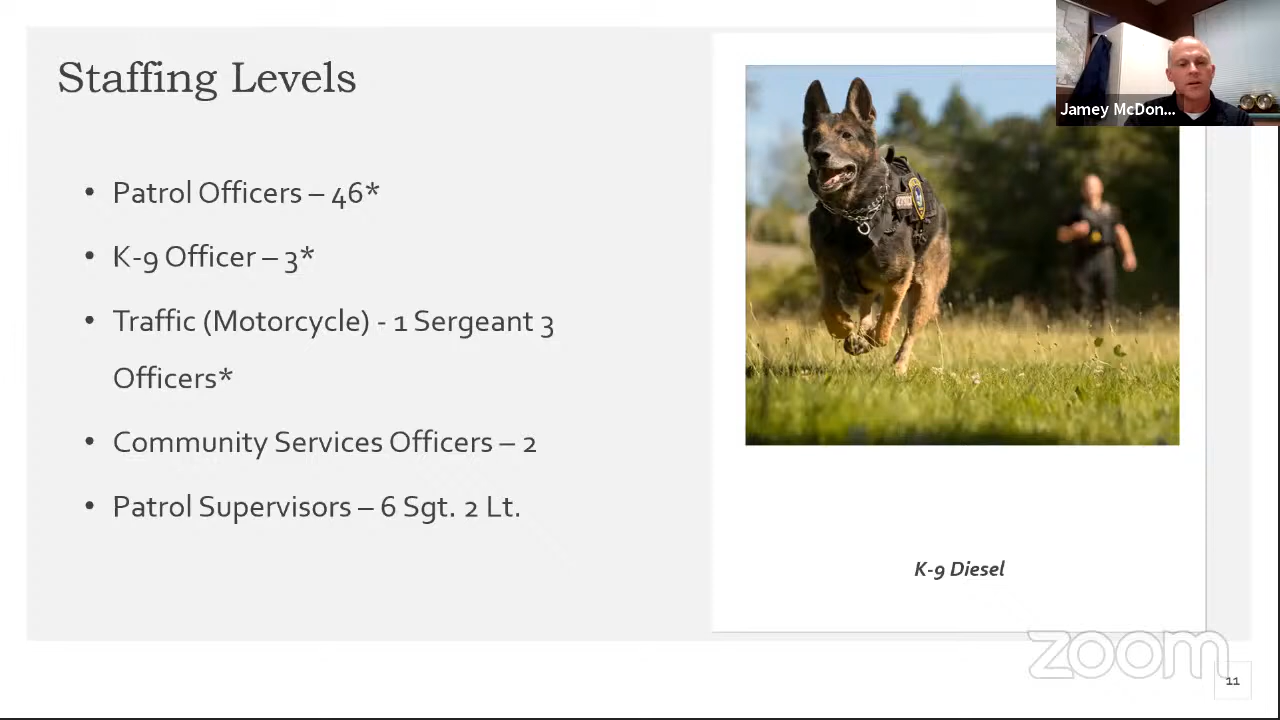 Staffing Levels
Jamey McDon...
• Patrol Officers – 46*
• K-9 Officer – 3*
• Traffic (Motorcycle) - 1 Sergeant 3
Officers*
• Community Services Officers – 2
• Patrol Supervisors – 6 Sgt. 2 Lt.
K-9 Diesel
zoom
11